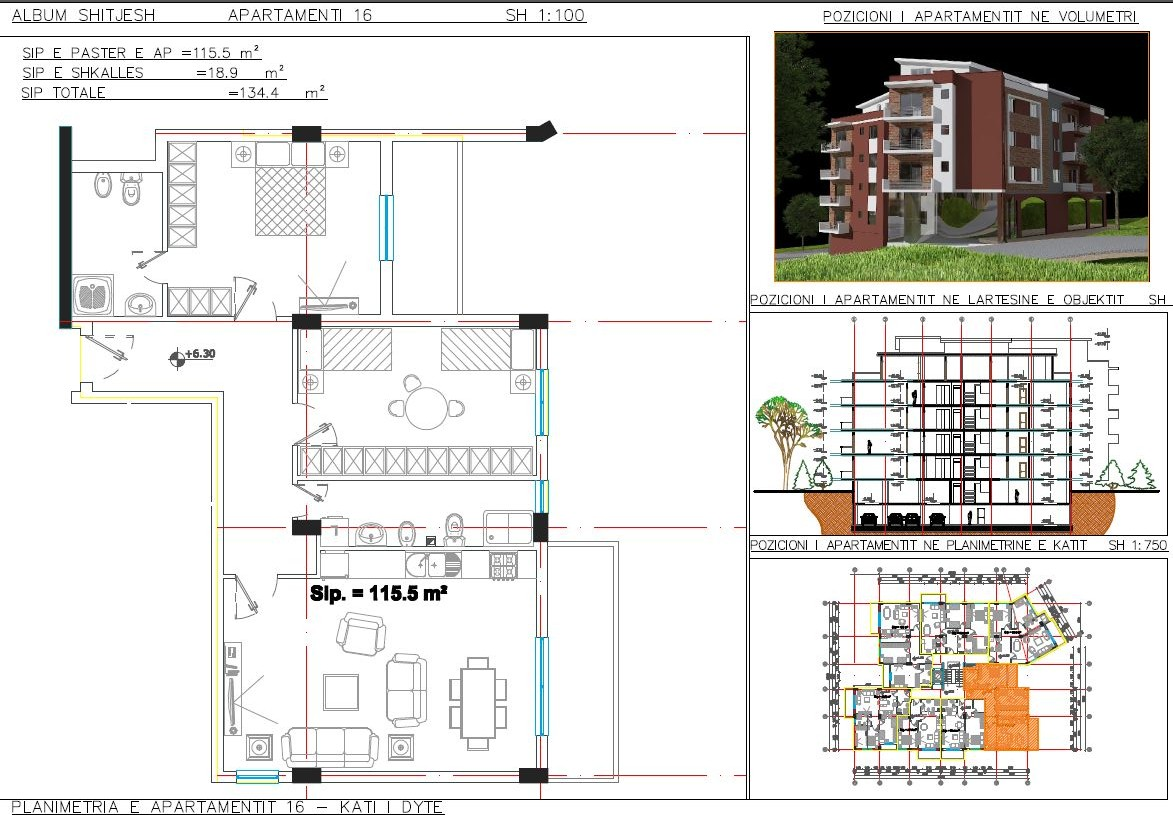 ALBUM SHITJESH APARTAMENTI 16 SH 1:100
SIP E PASTER E AP =115.5 m²
SIP E SHKALLES =18.9 m²
SIP TOTALE =134.4 m²
+6.30
Sip. = 115.5 m²
PLANIMETRIA E APARTAMENTIT 16 – KATI I DYTE
POZICIONI I APARTAMENTIT NE VOLUMETRI
POZICIONI I APARTAMENTIT NE LARTESINE E OBJEKTIT SH
POZICIONI I APARTAMENTIT NE PLANIMETRINE E KATIT SH 1:750